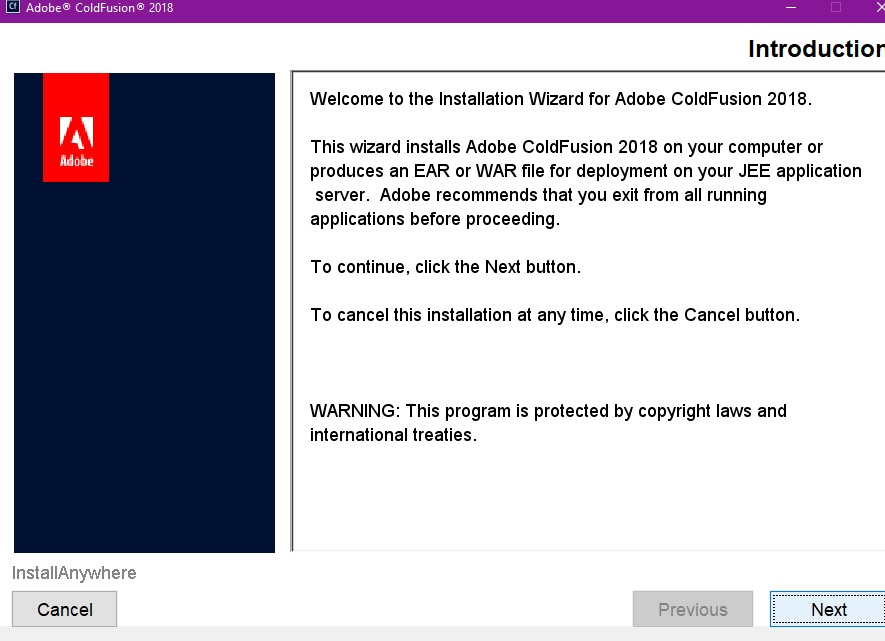 Cf Adobe® ColdFusion® 2018
Introduction
Adobe
Welcome to the Installation Wizard for Adobe ColdFusion 2018.
This wizard installs Adobe ColdFusion 2018 on your computer or
produces an EAR or WAR file for deployment on your JEE application
server.  Adobe recommends that you exit from all running
applications before proceeding.
To continue, click the Next button.
To cancel this installation at any time, click the Cancel button.
WARNING: This program is protected by copyright laws and
international treaties.
InstallAnywhere
Cancel
Previous
Next